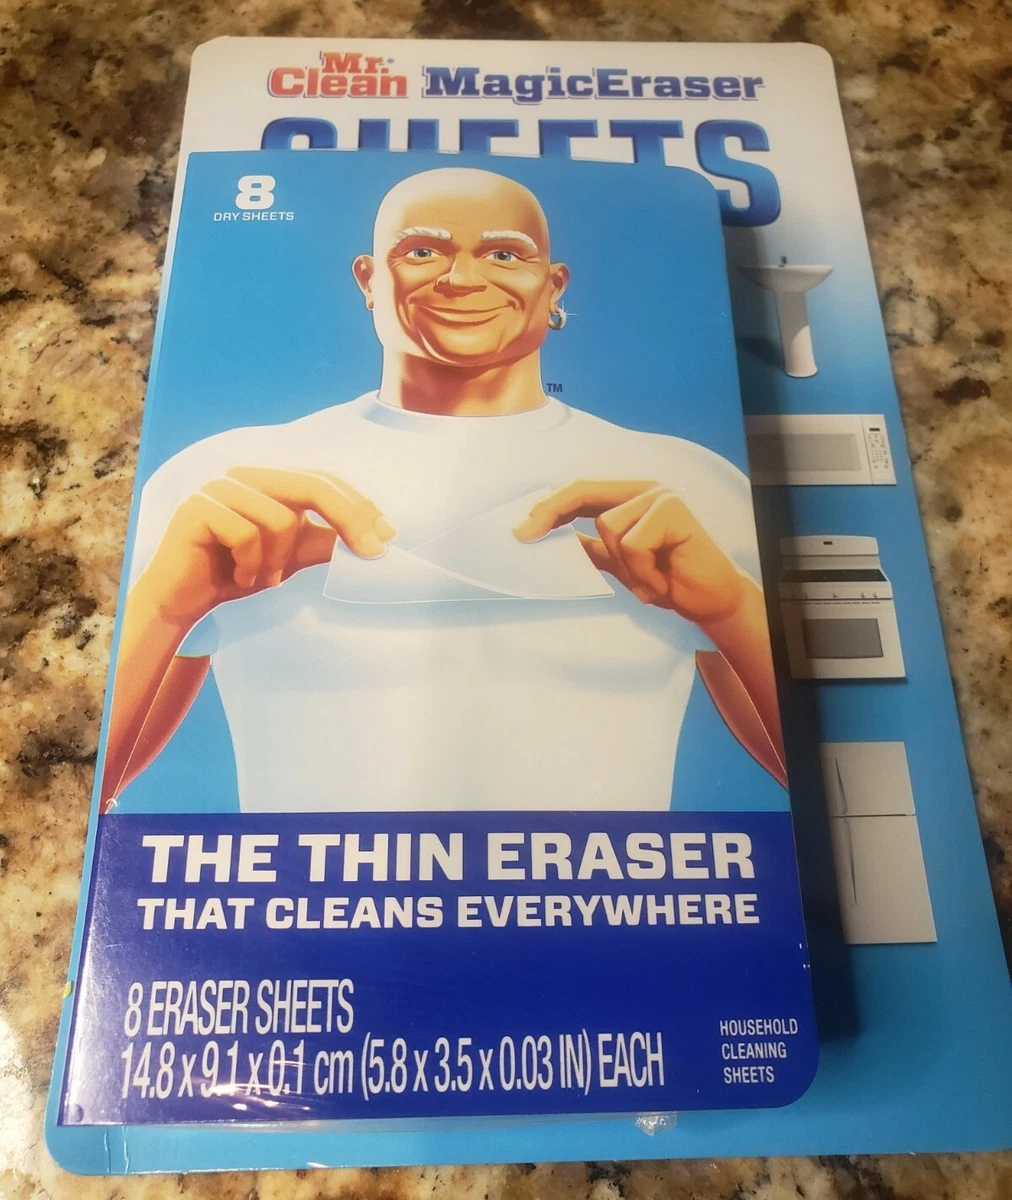 Mr.
Clean MagicEraser
SHEETS
8
DRY SHEETS
TM
THE THIN ERASER
THAT CLEANS EVERYWHERE
8 ERASER SHEETS
14.8 x 9.1 x 0.1 cm (5.8 x 3.5 x 0.03 IN) EACH
HOUSEHOLD
CLEANING
SHEETS